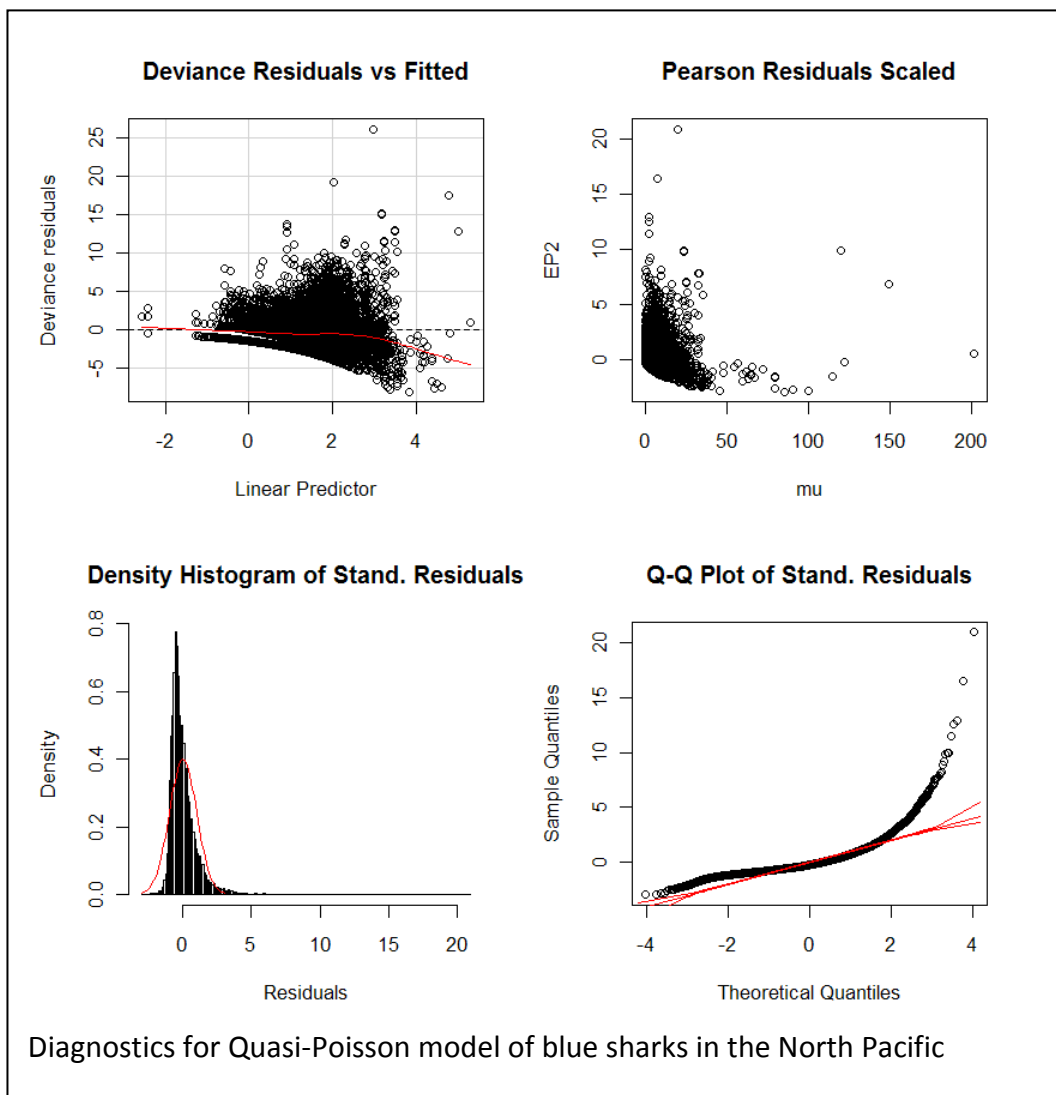 Deviance Residuals vs Fitted
25
20
15
10
5
0
-5
Deviance residuals
-2 0 2 4
Linear Predictor
Pearson Residuals Scaled
20
15
10
5
0
EP2
0 50 100 150 200
mu
Density Histogram of Stand. Residuals
0.8
0.6
0.4
0.2
0.0
Density
0 5 10 15 20
Residuals
Q-Q Plot of Stand. Residuals
20
15
10
5
0
Sample Quantiles
-4 -2 0 2 4
Theoretical Quantiles
Diagnostics for Quasi-Poisson model of blue sharks in the North Pacific